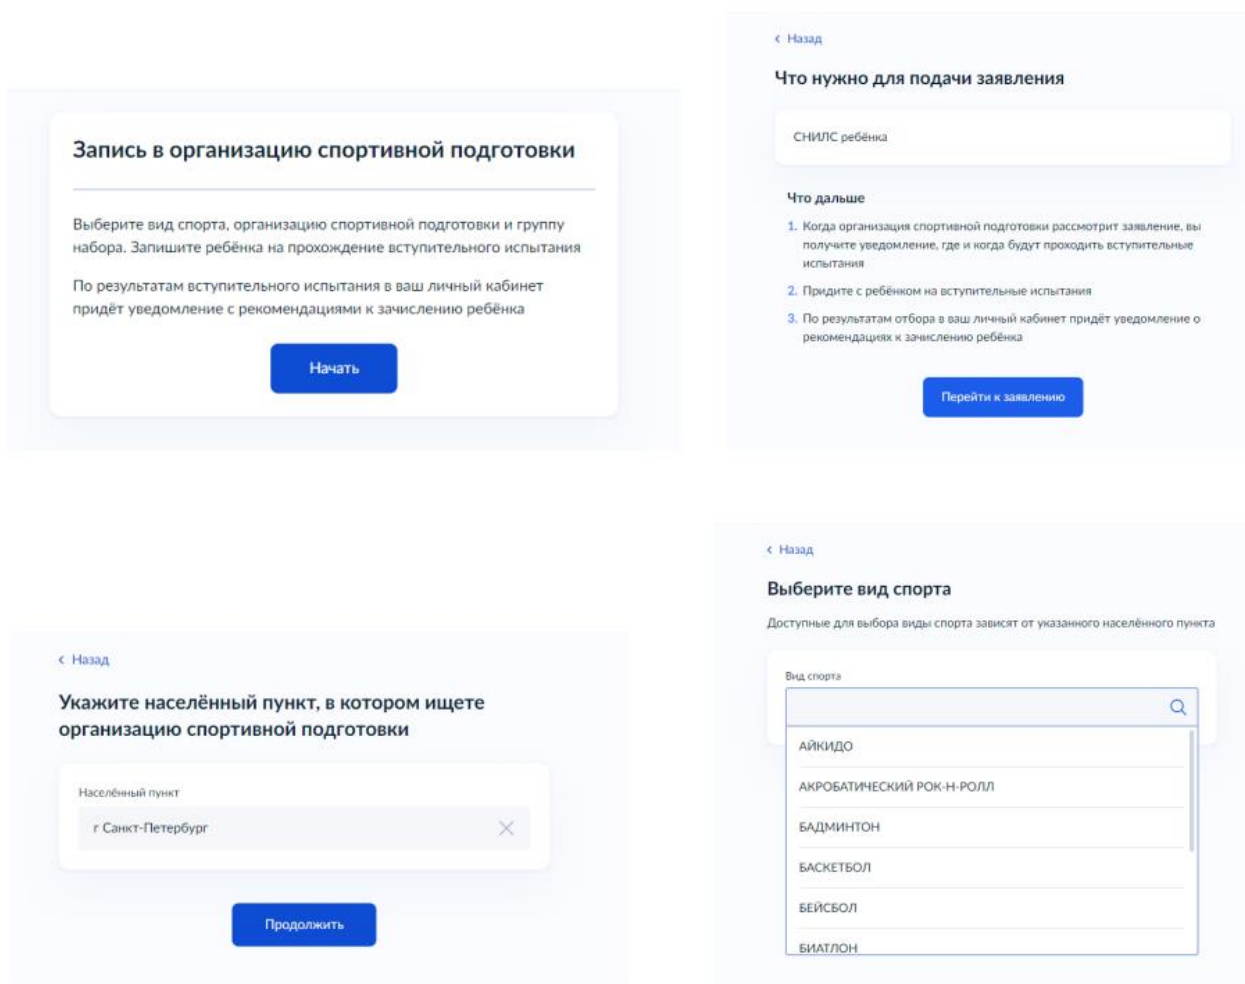 Запись в организацию спортивной подготовки
Выберите вид спорта, организацию спортивной подготовки и группу
набора. Запишите ребёнка на прохождение вступительного испытания
По результатам вступительного испытания в ваш личный кабинет
придёт уведомление с рекомендациями к зачислению ребёнка
Начать
Назад
Что нужно для подачи заявления
СНИЛС ребёнка
Что дальше
1. Когда организация спортивной подготовки рассмотрит заявление, вы
получите уведомление, где и когда будут проходить вступительные
испытания
2. Придите с ребёнком на вступительные испытания
3. По результатам отбора в ваш личный кабинет придёт уведомление о
рекомендациях к зачислению ребёнка
Перейти к заявлению
Назад
Укажите населённый пункт, в котором ищете
организацию спортивной подготовки
Населённый пункт
г Санкт-Петербург
Продолжить
Назад
Выберите вид спорта
Доступные для выбора виды спорта зависят от указанного населённого пункта
Вид спорта
АЙКИДО
АКРОБАТИЧЕСКИЙ РОК-Н-РОЛЛ
БАДМИНТОН
БАСКЕТБОЛ
БЕЙСБОЛ
БИАТЛОН